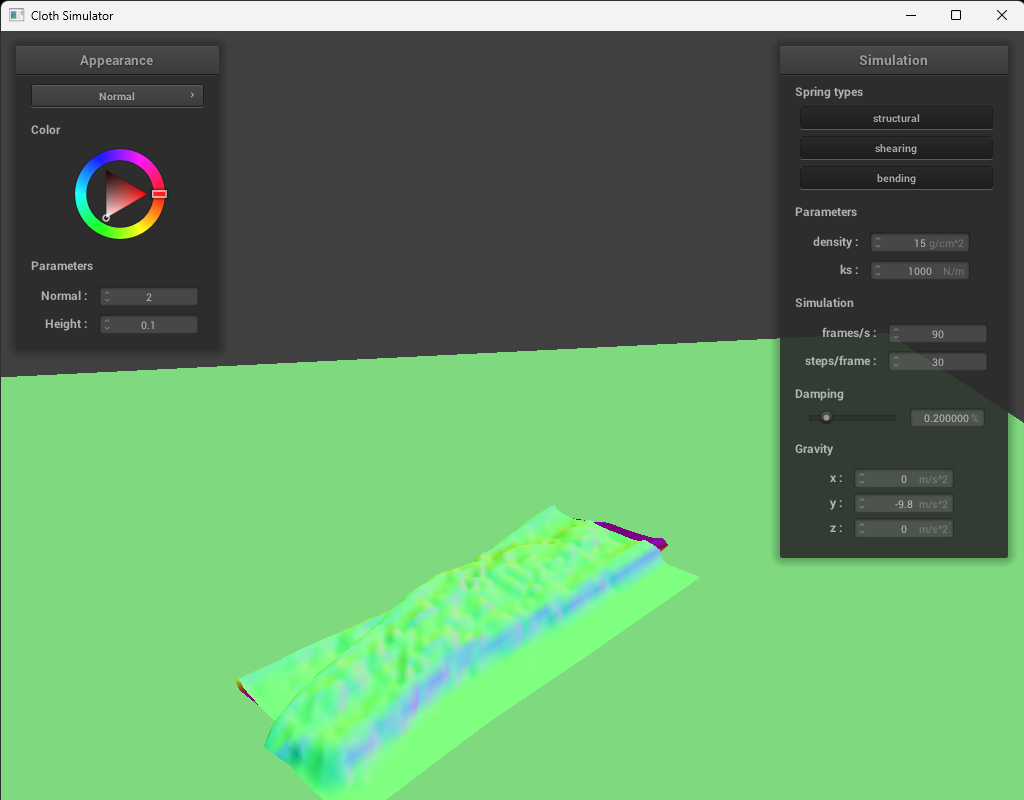 Cloth Simulator
Appearance
Normal
Color
Parameters
Normal : 2
Height : 0.1
Simulation
Spring types
structural
shearing
bending
Parameters
density : 15 g/cm^2
ks : 1000 N/m
Simulation
frames/s : 90
steps/frame : 30
Damping
0.200000 %
Gravity
x : 0 m/s^2
y : -9.8 m/s^2
z : 0 m/s^2